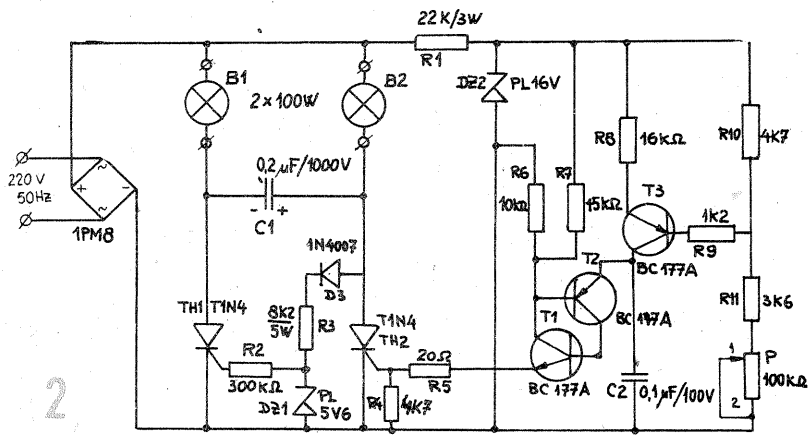 22K/3W
R1
B1
B2
2×100W
DZ2
PL16V
R8
16kΩ
R10
4K7
220 V
50Hz
~
+
-
~
1PM8
0,2µF/1000V
-
+
C1
R6
10kΩ
R7
15kΩ
T3
1K2
R9
BC 177A
1N4007
D3
T2
BC 177A
R11
3K6
TH1 T1N4
8K2
5W
R3
T1N4
TH2
T1
20Ω
R5
BC 177A
R2
300kΩ
DZ1
PL
5V6
R4
4K7
C2
0,1µF/100V
1
P
100kΩ
2
2